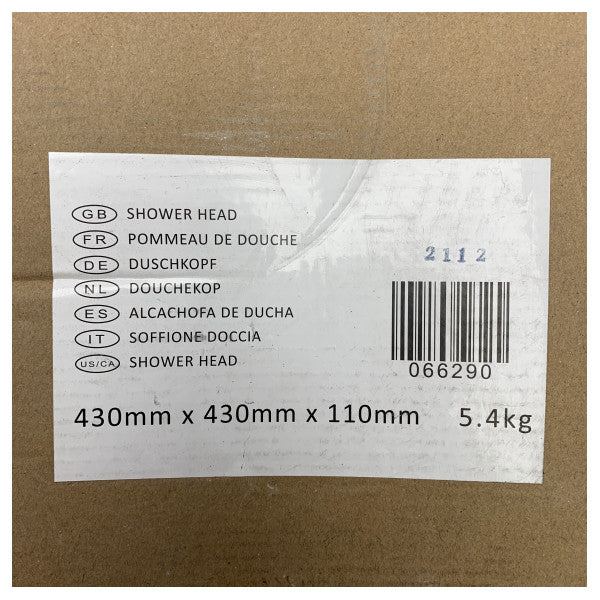 GB SHOWER HEAD
FR POMMEAU DE DOUCHE
DE DUSCHKOPF
NL DOUCHEKOP
ES ALCACHOFA DE DUCHA
IT SOFFIONE DOCCIA
US/CA SHOWER HEAD
2112
066290
430mm x 430mm x 110mm 5.4kg